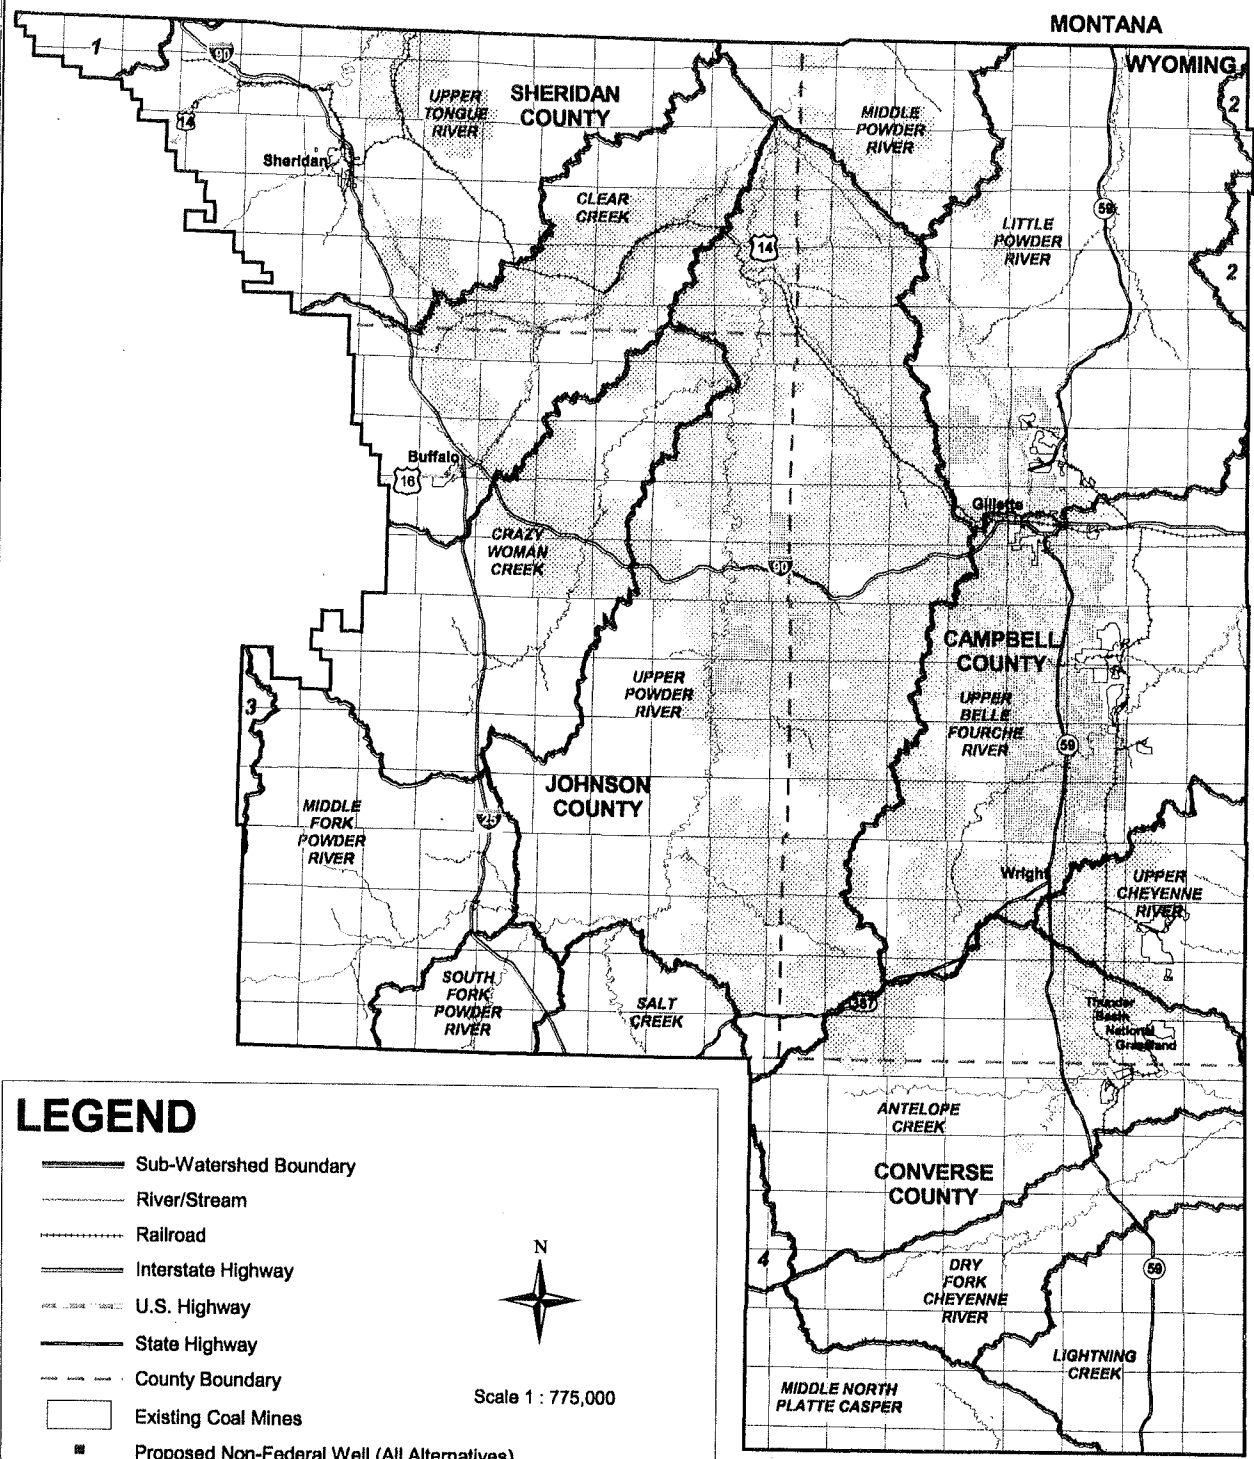 MONTANA
WYOMING
1
90
2
UPPER
TONGUE
RIVER
SHERIDAN
COUNTY
MIDDLE
POWDER
RIVER
14
Sheridan
CLEAR
CREEK
59
LITTLE
POWDER
RIVER
14
2
Buffalo
16
Gillette
CRAZY
WOMAN
CREEK
90
CAMPBELL
COUNTY
UPPER
POWDER
RIVER
3
UPPER
BELLE
FOURCHE
RIVER
59
JOHNSON
COUNTY
MIDDLE
FORK
POWDER
RIVER
25
Wright
UPPER
CHEYENNE
RIVER
SOUTH
FORK
POWDER
RIVER
SALT
CREEK
387
Thunder
Basin
National
Grassland
ANTELOPE
CREEK
CONVERSE
COUNTY
4
59
DRY
FORK
CHEYENNE
RIVER
LIGHTNING
CREEK
MIDDLE NORTH
PLATTE CASPER
LEGEND
Sub-Watershed Boundary
River/Stream
Railroad
Interstate Highway
U.S. Highway
State Highway
County Boundary
Existing Coal Mines
Proposed Non-Federal Well (All Alternatives)
N
Scale 1 : 775,000